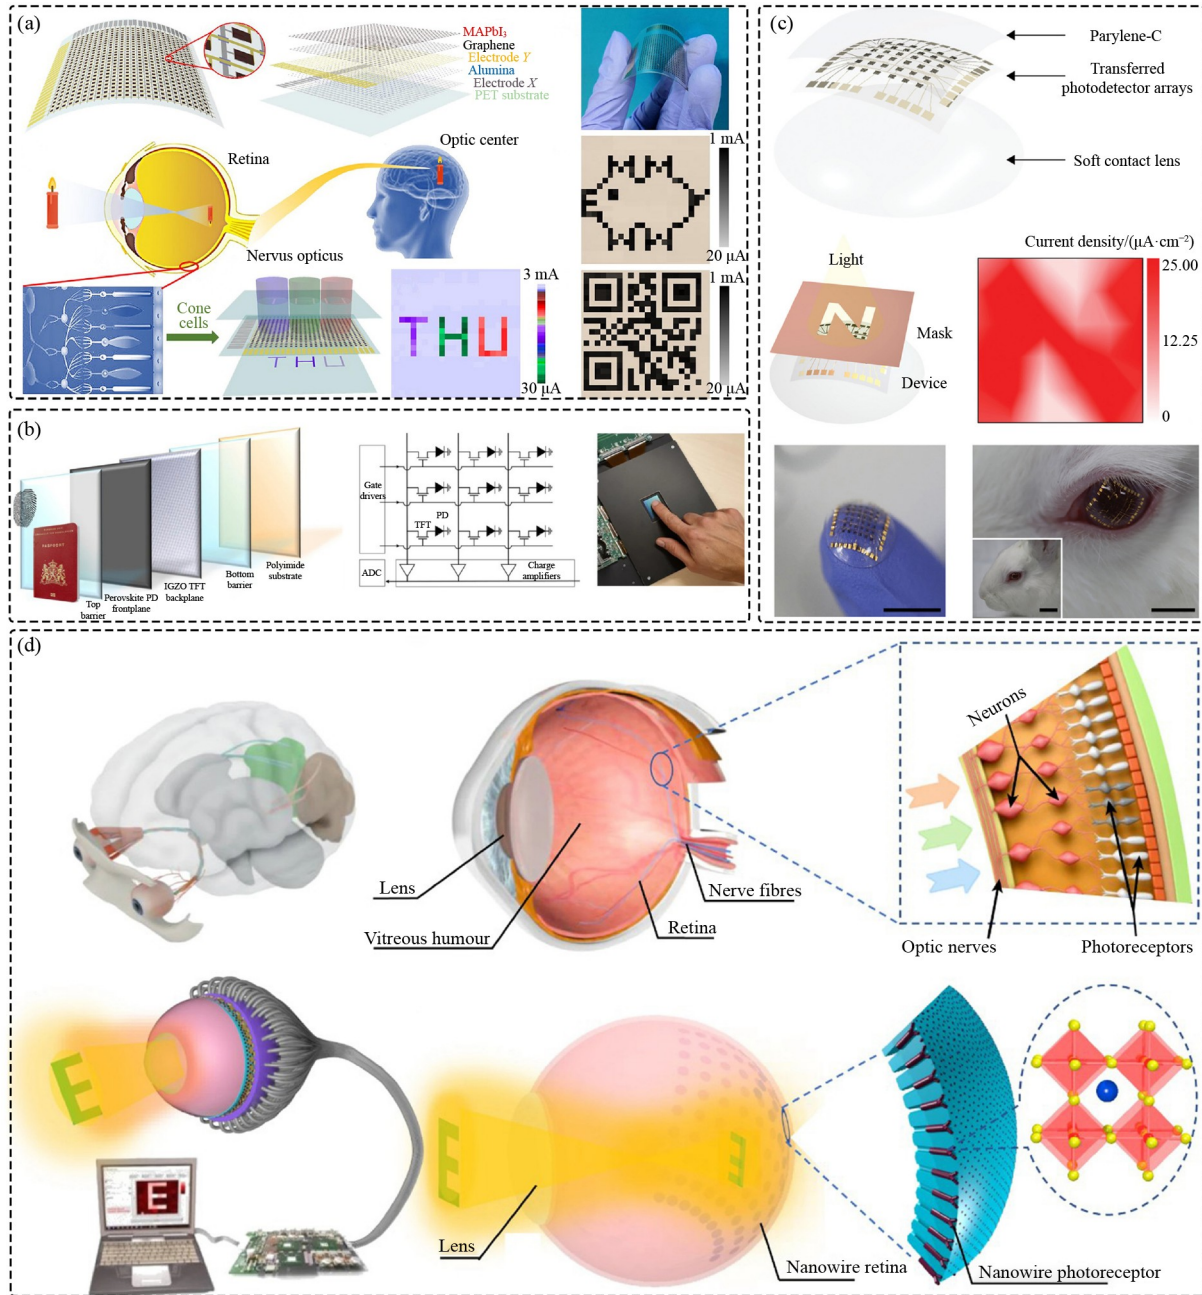 (a)
MAPbI₃
Graphene
Electrode Y
Alumina
Electrode X
PET substrate
Retina
Optic center
Nervus opticus
Cone
cells
THU
3 mA
30 μA
1 mA
20 μA
1 mA
20 μA
(b)
Top
barrier
Perovskite PD
frontplane
IGZO TFT
backplane
Bottom
barrier
Polyimide
substrate
Gate
drivers
TFT
PD
ADC
Charge
amplifiers
(c)
Parylene-C
Transferred
photodetector arrays
Soft contact lens
Light
N
Mask
Device
Current density/(μA·cm⁻²)
25.00
12.25
0
(d)
Lens
Vitreous humour
Nerve fibres
Retina
Neurons
Optic nerves
Photoreceptors
E
E
E
E
Lens
Nanowire retina
Nanowire photoreceptor